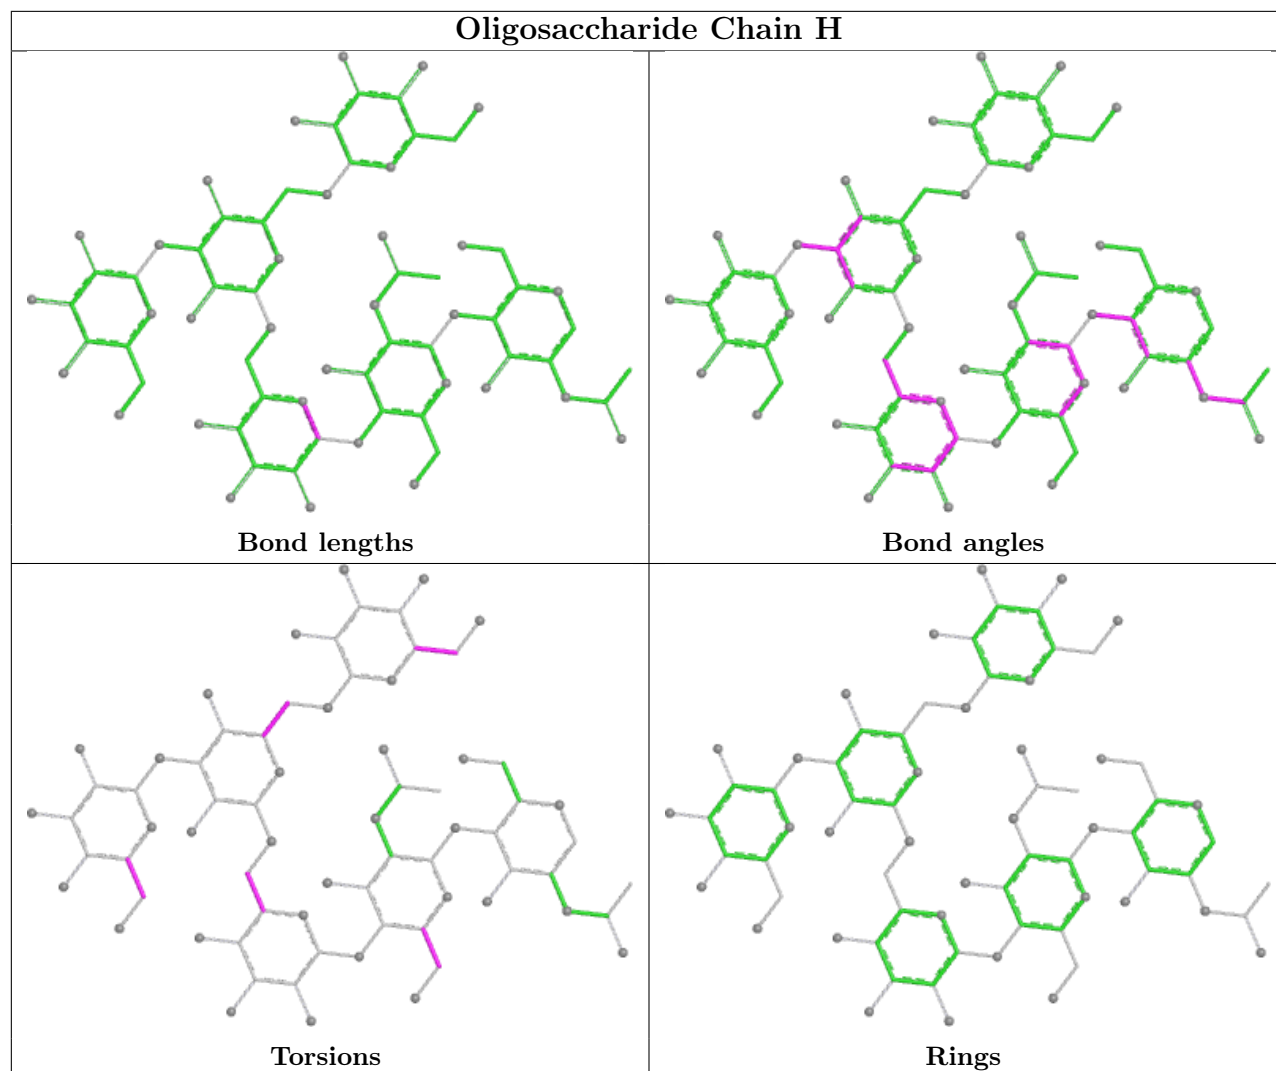 Oligosaccharide Chain H
Bond lengths
Bond angles
Torsions
Rings